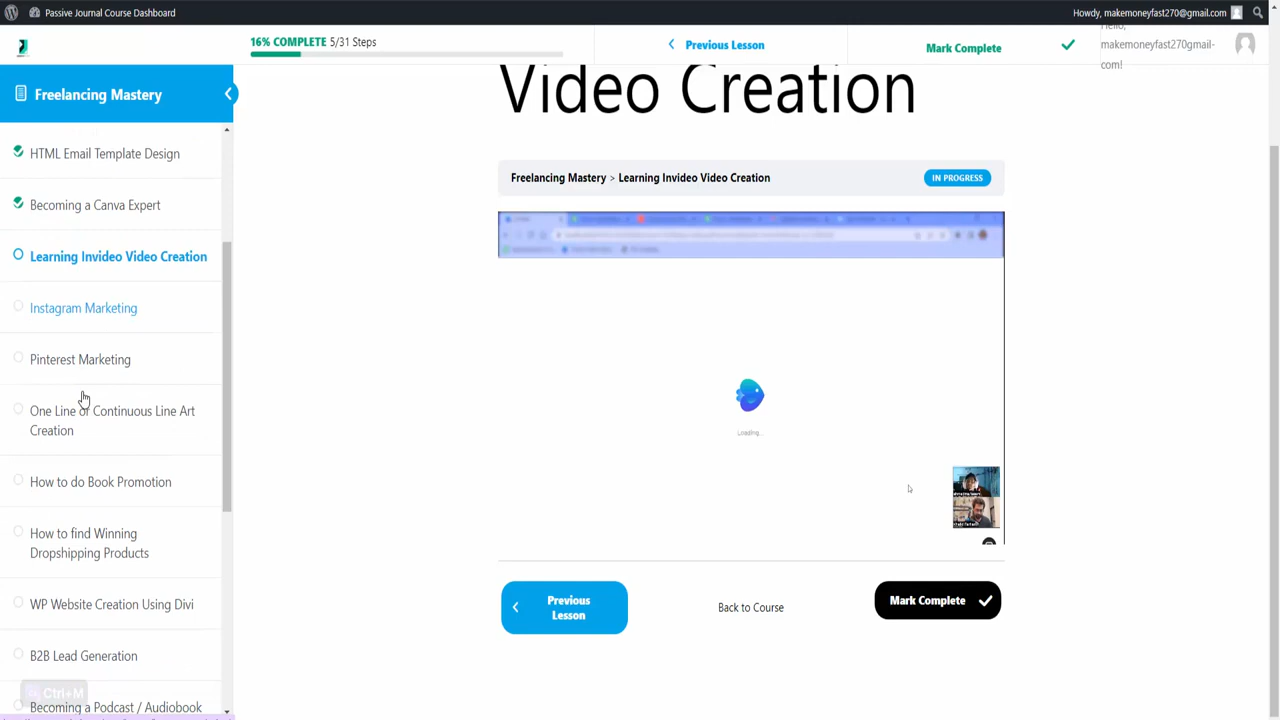 Passive Journal Course Dashboard
Howdy, makemoneyfast270@gmail.com
16% COMPLETE 5/31 Steps
Previous Lesson
Mark Complete
Hello,
makemoneyfast270gmail-
com!
Freelancing Mastery
HTML Email Template Design
Becoming a Canva Expert
Learning Invideo Video Creation
Instagram Marketing
Pinterest Marketing
One Line or Continuous Line Art
Creation
How to do Book Promotion
How to find Winning
Dropshipping Products
WP Website Creation Using Divi
B2B Lead Generation
Ctrl+M
Becoming a Podcast / Audiobook
Video Creation
Freelancing Mastery > Learning Invideo Video Creation
IN PROGRESS
Loading...
Previous
Lesson
Back to Course
Mark Complete